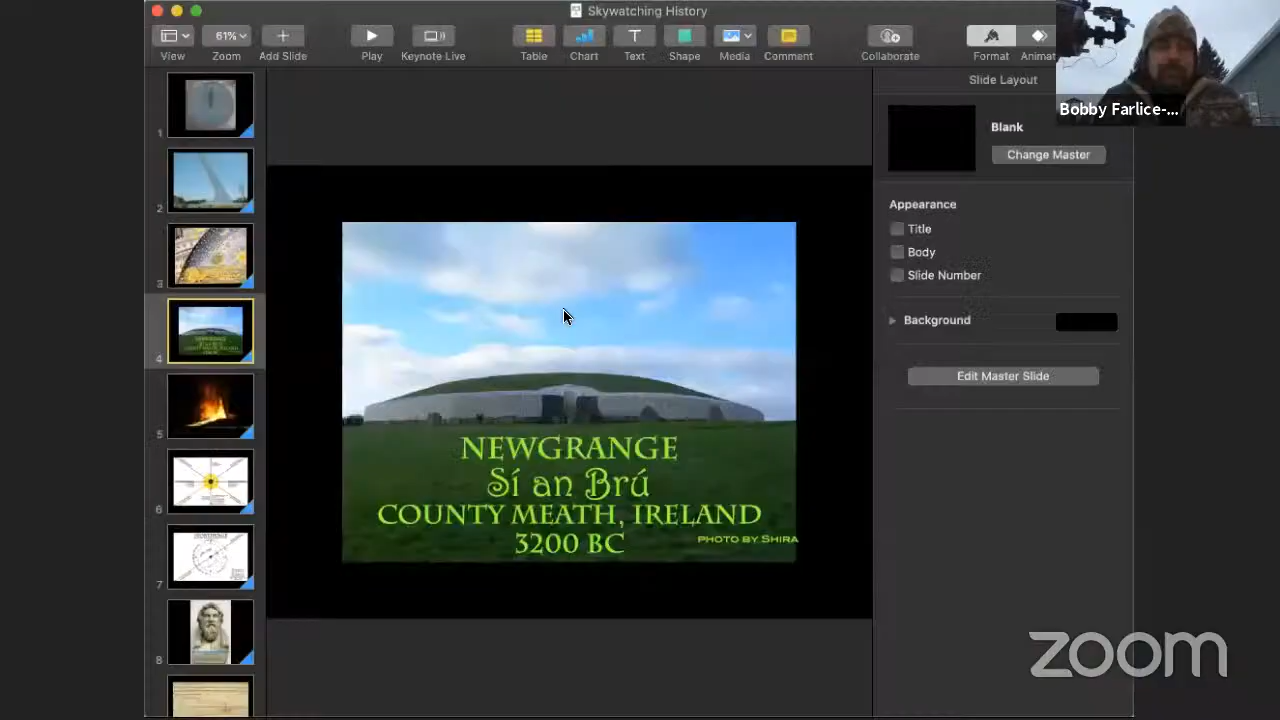 Skywatching History
View
61%
Zoom
Add Slide
Play
Keynote Live
Table
Chart
Text
Shape
Media
Comment
Collaborate
Format
Animat
Bobby Farlice-...
Slide Layout
Blank
Change Master
Appearance
Title
Body
Slide Number
Background
Edit Master Slide
1
2
3
4
5
6
7
8
NEWGRANGE
Sí an Brú
COUNTY MEATH, IRELAND
3200 BC
PHOTO BY SHIRA
zoom